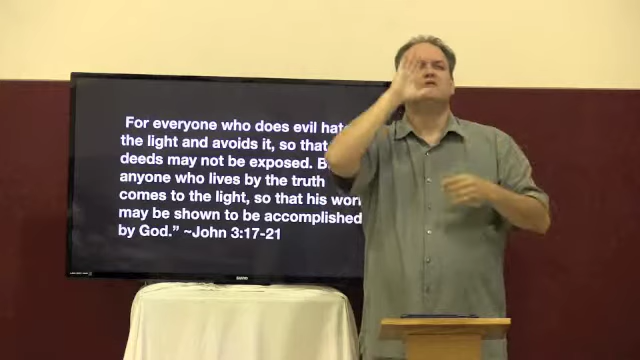 For everyone who does evil
the light and avoids it, so that
deeds may not be exposed.
anyone who lives by the truth
comes to the light, so that his
may be shown to be accomplished
by God.” ~John 3:17-21